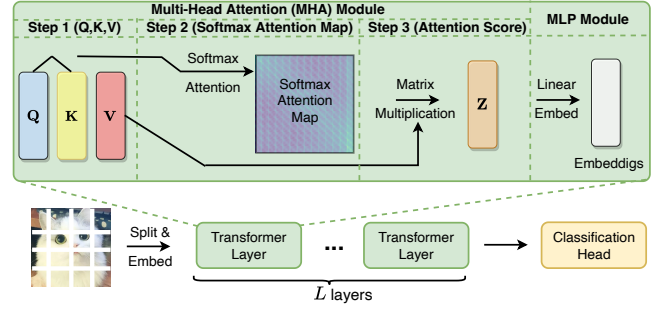 Multi-Head Attention (MHA) Module
MLP Module
Step 1 (Q,K,V)
Step 2 (Softmax Attention Map)
Step 3 (Attention Score)
Q
K
V
Softmax
Attention
Softmax
Attention
Map
Matrix
Multiplication
Z
Linear
Embed
Embeddigs
Split &
Embed
Transformer
Layer
...
Transformer
Layer
Classification
Head
L layers